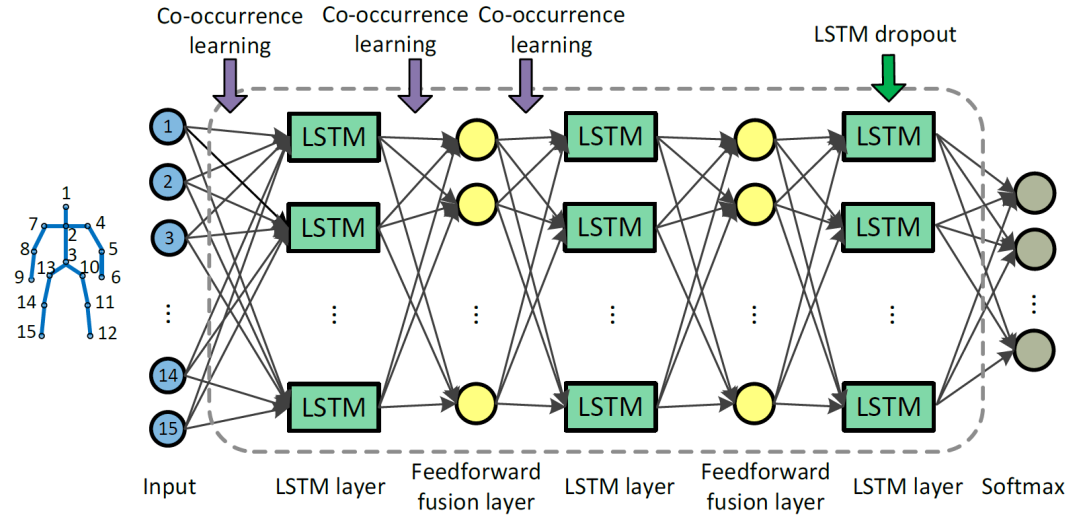 Co-occurrence
learning
Co-occurrence
learning
Co-occurrence
learning
LSTM dropout
1
2
3
⋮
14
15
1
7
4
2
8
5
3
13
10
9
6
14
11
15
12
LSTM
LSTM
⋮
LSTM
⋮
LSTM
LSTM
⋮
LSTM
⋮
LSTM
LSTM
⋮
LSTM
⋮
Input
LSTM layer
Feedforward
fusion layer
LSTM layer
Feedforward
fusion layer
LSTM layer
Softmax